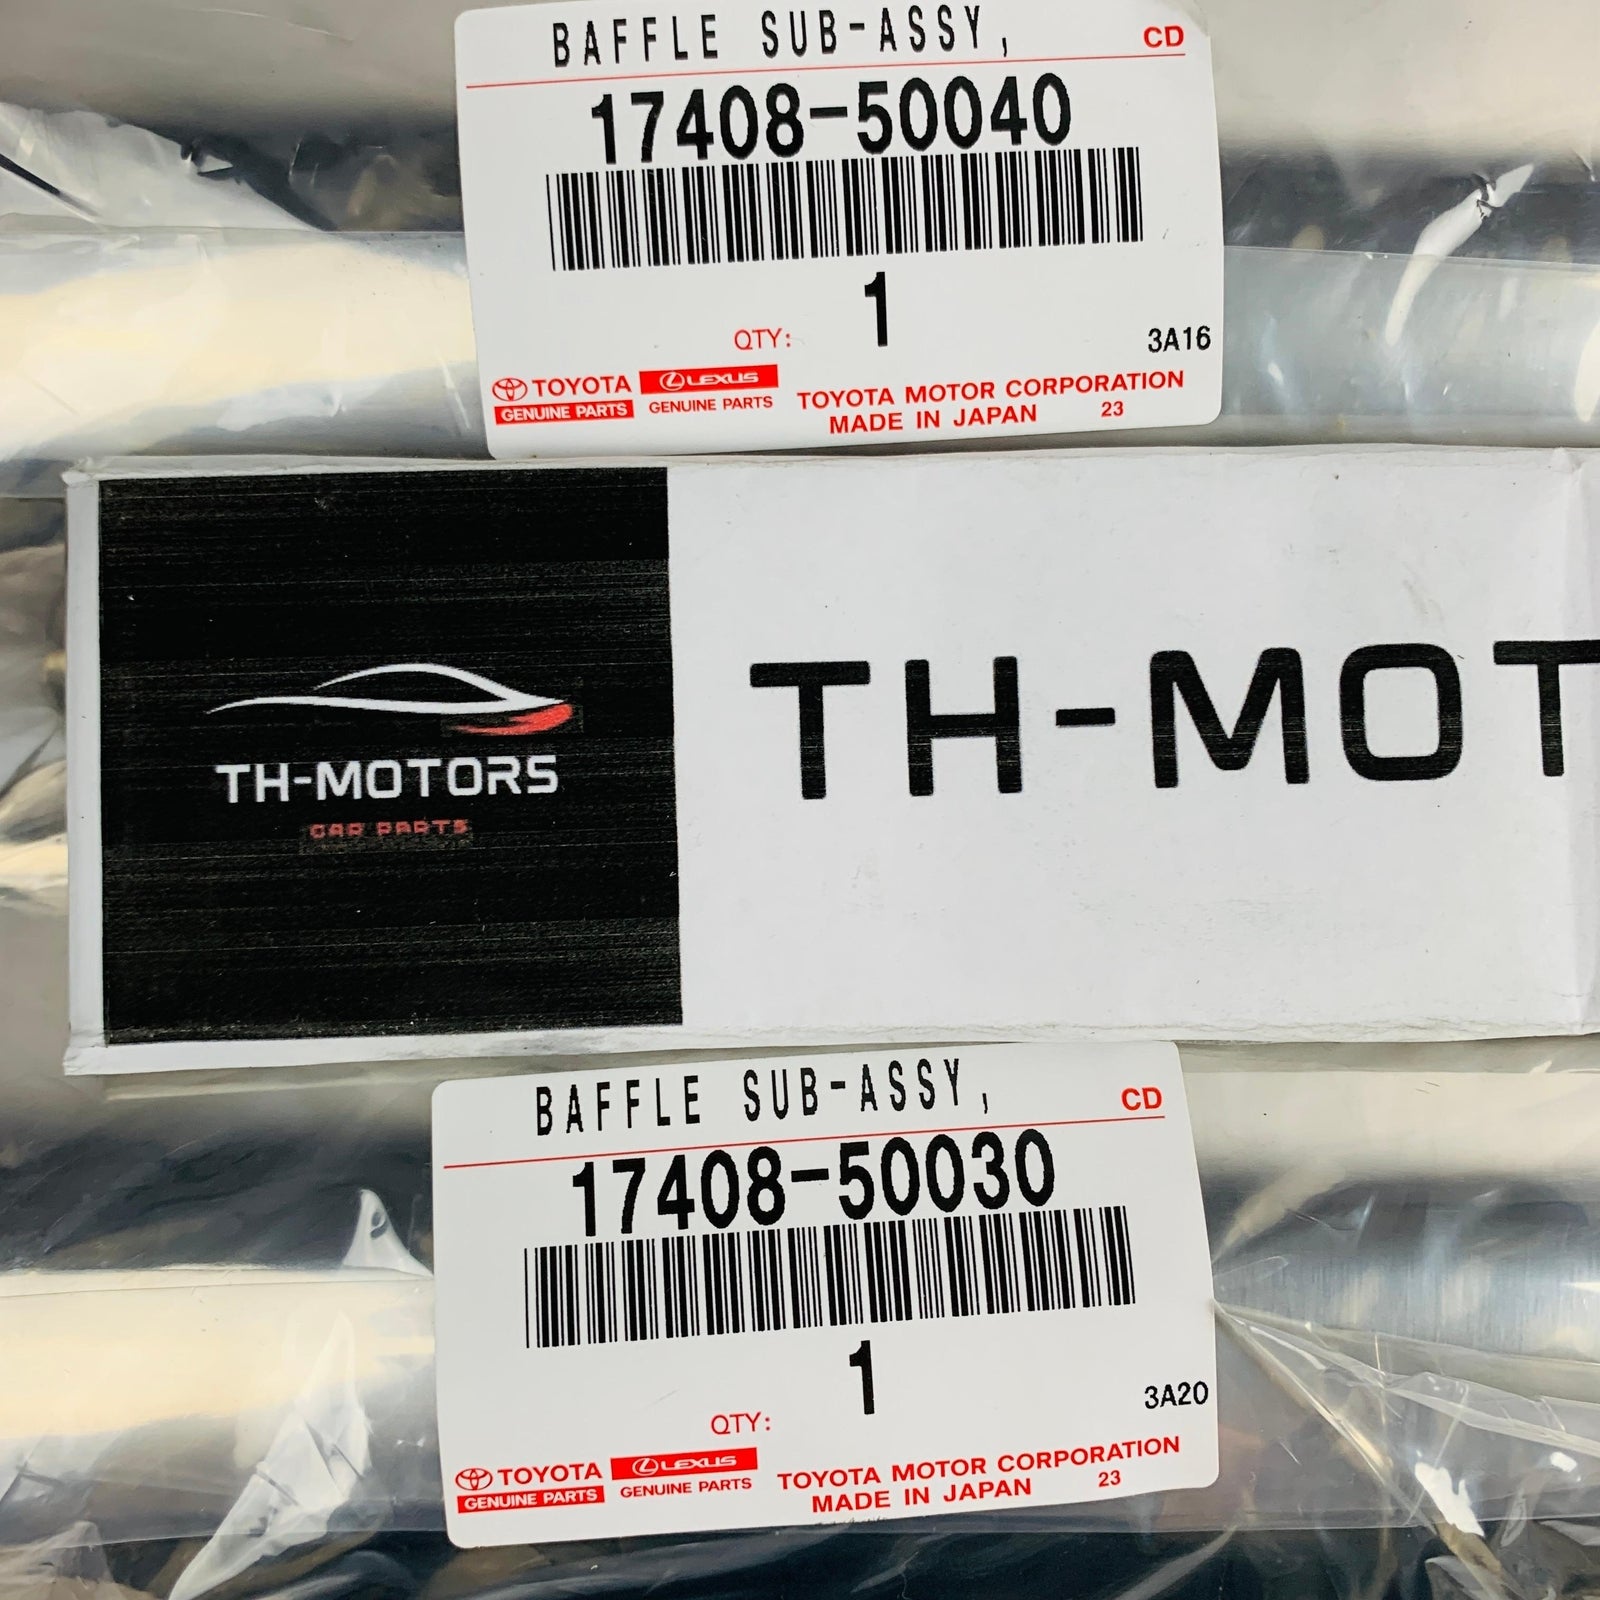 BAFFLE SUB-ASSY,
CD
17408-50040
1
QTY:
3A16
TOYOTA
GENUINE PARTS
LEXUS
GENUINE PARTS
TOYOTA MOTOR CORPORATION
MADE IN JAPAN 23
TH-MOTORS
CAR PARTS
TH-MOT
BAFFLE SUB-ASSY,
CD
17408-50030
1
QTY:
3A20
TOYOTA
GENUINE PARTS
LEXUS
GENUINE PARTS
TOYOTA MOTOR CORPORATION
MADE IN JAPAN 23